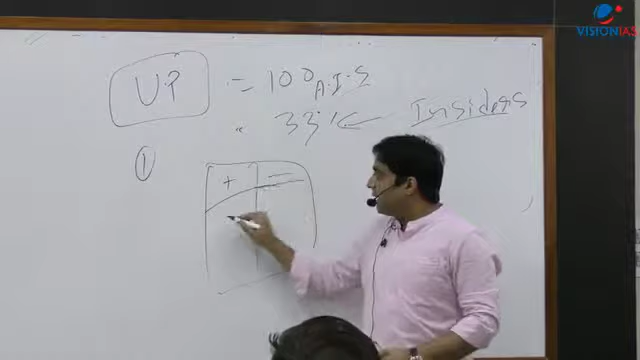 VISIONIAS
UP = 100 A.I.S
" 33% ← Insiders
①
+ =